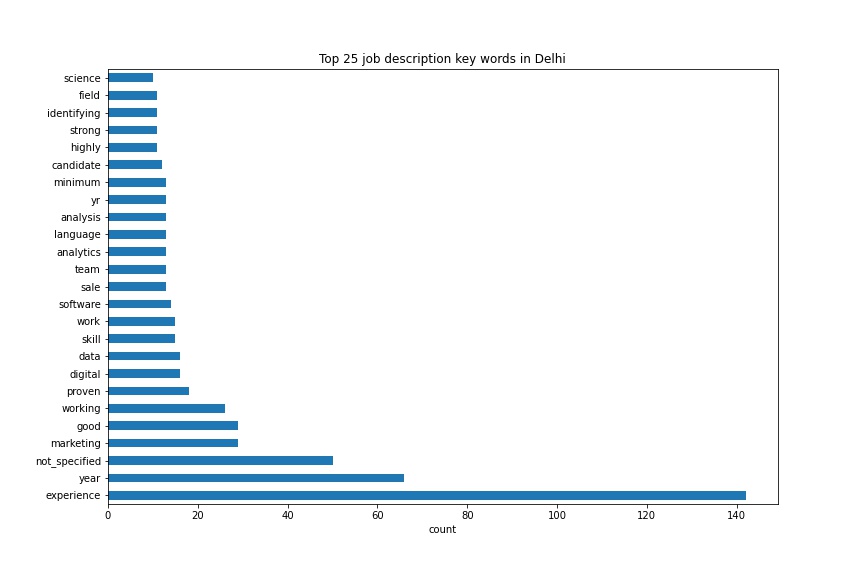 Top 25 job description key words in Delhi
science
field
identifying
strong
highly
candidate
minimum
yr
analysis
language
analytics
team
sale
software
work
skill
data
digital
proven
working
good
marketing
not_specified
year
experience
0 20 40 60 80 100 120 140
count